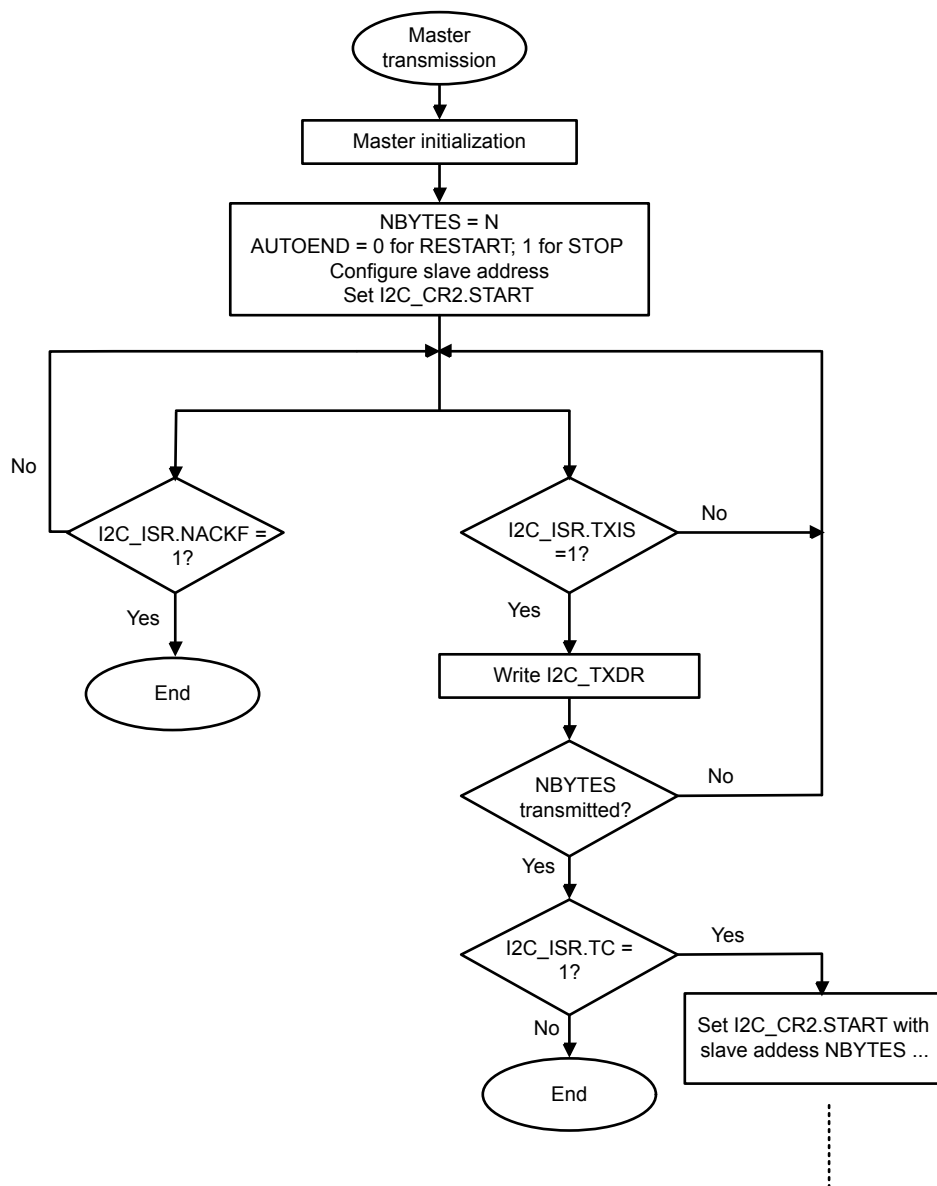 Master
transmission
Master initialization
NBYTES = N
AUTOEND = 0 for RESTART; 1 for STOP
Configure slave address
Set I2C_CR2.START
No
I2C_ISR.NACKF =
1?
Yes
End
I2C_ISR.TXIS
=1?
No
Yes
Write I2C_TXDR
NBYTES
transmitted?
No
Yes
I2C_ISR.TC =
1?
Yes
No
End
Set I2C_CR2.START with
slave addess NBYTES ...